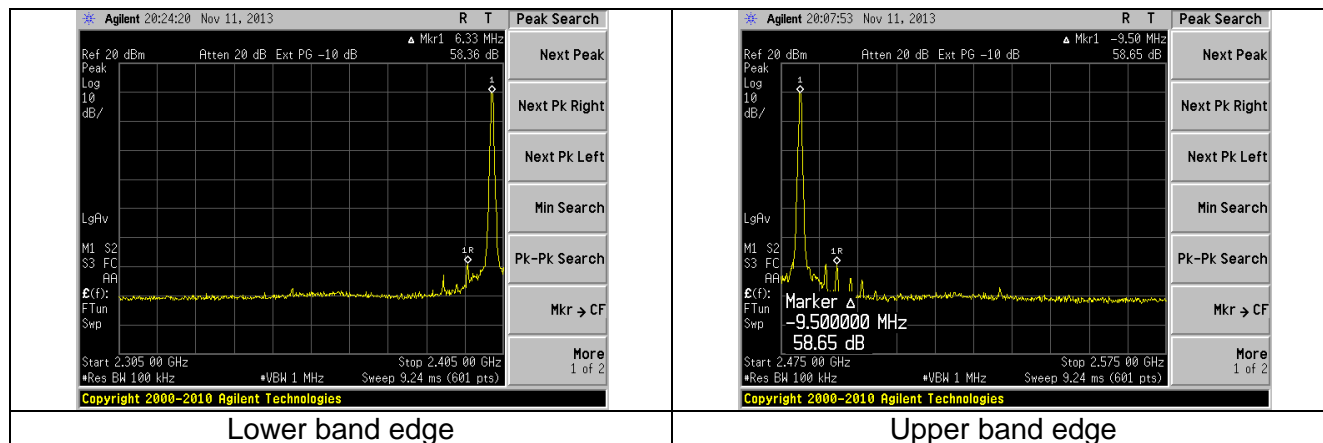 Agilent 20:24:20 Nov 11, 2013 R T Peak Search
Δ Mkr1 6.33 MHz
Ref 20 dBm Atten 20 dB Ext PG -10 dB 58.36 dB
Peak
Log
10
dB/
1
LgAv
M1 S2
S3 FC
AA
1R
£(f):
FTun
Swp
Start 2.305 00 GHz Stop 2.405 00 GHz
#Res BW 100 kHz #VBW 1 MHz Sweep 9.24 ms (601 pts)
Copyright 2000-2010 Agilent Technologies
Next Peak
Next Pk Right
Next Pk Left
Min Search
Pk-Pk Search
Mkr → CF
More
1 of 2
Lower band edge
Agilent 20:07:53 Nov 11, 2013 R T Peak Search
Δ Mkr1 -9.50 MHz
Ref 20 dBm Atten 20 dB Ext PG -10 dB 58.65 dB
Peak
Log
10
dB/
1
LgAv
M1 S2
S3 FC
AA
1R
£(f):
FTun
Swp
Marker Δ
-9.500000 MHz
58.65 dB
Start 2.475 00 GHz Stop 2.575 00 GHz
#Res BW 100 kHz #VBW 1 MHz Sweep 9.24 ms (601 pts)
Copyright 2000-2010 Agilent Technologies
Next Peak
Next Pk Right
Next Pk Left
Min Search
Pk-Pk Search
Mkr → CF
More
1 of 2
Upper band edge